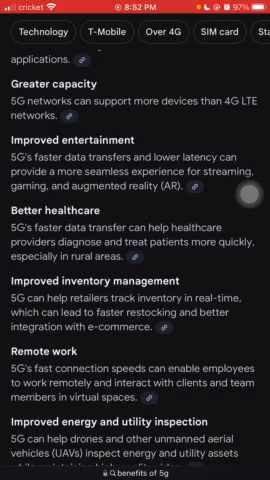 cricket 8:52 PM 97%
Technology T-Mobile Over 4G SIM card Sta
applications.
Greater capacity
5G networks can support more devices than 4G LTE
networks.
Improved entertainment
5G's faster data transfers and lower latency can
provide a more seamless experience for streaming,
gaming, and augmented reality (AR).
Better healthcare
5G's faster data transfer can help healthcare
providers diagnose and treat patients more quickly,
especially in rural areas.
Improved inventory management
5G can help retailers track inventory in real-time,
which can lead to faster restocking and better
integration with e-commerce.
Remote work
5G's fast connection speeds can enable employees
to work remotely and interact with clients and team
members in virtual spaces.
Improved energy and utility inspection
5G can help drones and other unmanned aerial
vehicles (UAVs) inspect energy and utility assets
benefits of 5g